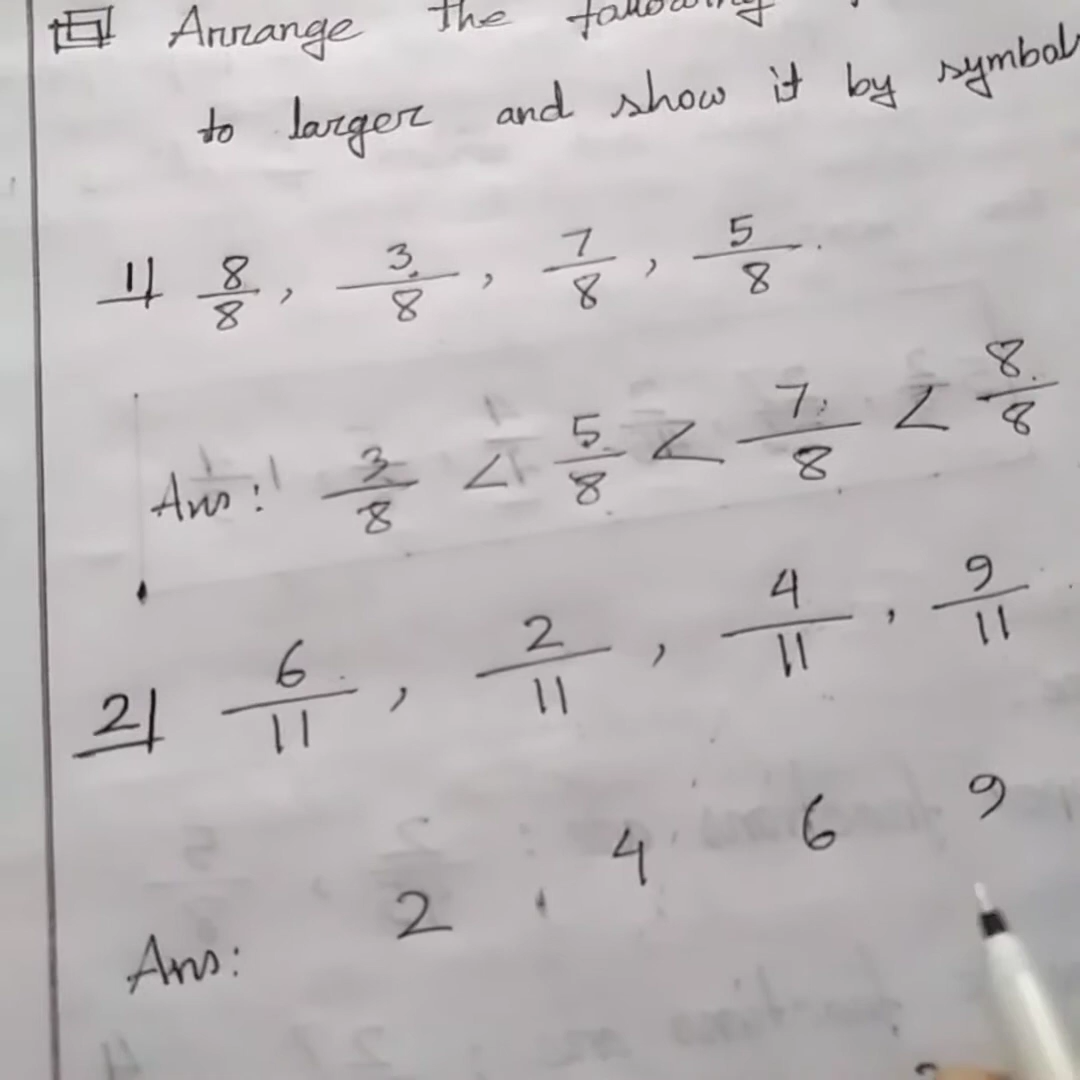 Arrange the following
to larger and show it by symbol
1) 8/8, 3/8, 7/8, 5/8.
Ans: 3/8 < 5/8 < 7/8 < 8/8
2) 6/11, 2/11, 4/11, 9/11
Ans: 2 4 6 9